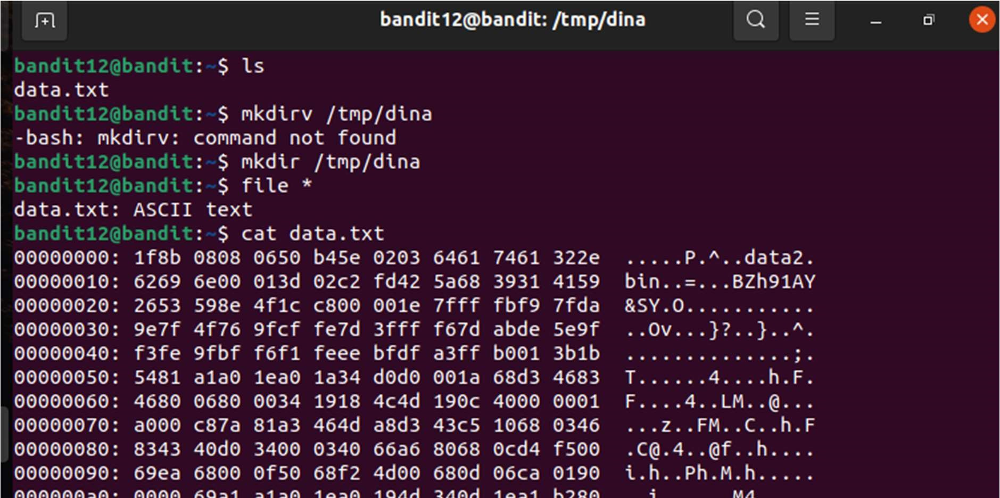 bandit12@bandit: /tmp/dina
bandit12@bandit:~$ ls
data.txt
bandit12@bandit:~$ mkdirv /tmp/dina
-bash: mkdirv: command not found
bandit12@bandit:~$ mkdir /tmp/dina
bandit12@bandit:~$ file *
data.txt: ASCII text
bandit12@bandit:~$ cat data.txt
00000000: 1f8b 0808 0650 b45e 0203 6461 7461 322e  .....P.^..data2.
00000010: 6269 6e00 013d 02c2 fd42 5a68 3931 4159  bin..=...BZh91AY
00000020: 2653 598e 4f1c c800 001e 7fff fbf9 7fda  &SY.O...........
00000030: 9e7f 4f76 9fcf fe7d 3fff f67d abde 5e9f  ..Ov...}?..}..^.
00000040: f3fe 9fbf f6f1 feee bfdf a3ff b001 3b1b  ..............;.
00000050: 5481 a1a0 1ea0 1a34 d0d0 001a 68d3 4683  T......4....h.F.
00000060: 4680 0680 0034 1918 4c4d 190c 4000 0001  F....4..LM..@...
00000070: a000 c87a 81a3 464d a8d3 43c5 1068 0346  ...z..FM..C..h.F
00000080: 8343 40d0 3400 0340 66a6 8068 0cd4 f500  .C@.4..@f..h....
00000090: 69ea 6800 0f50 68f2 4d00 680d 06ca 0190  i.h..Ph.M.h.....
000000a0: 0000 69a1 a1a0 1ea0 194d 340d 1ea1 b280  ..i......M4.....